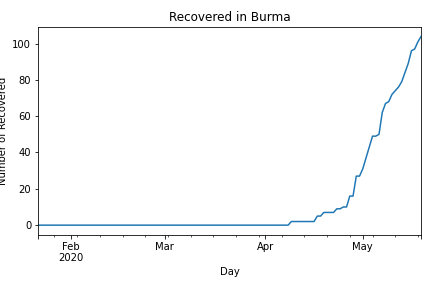 Recovered in Burma
Number of Recovered
100
80
60
40
20
0
Feb
2020
Mar
Apr
May
Day